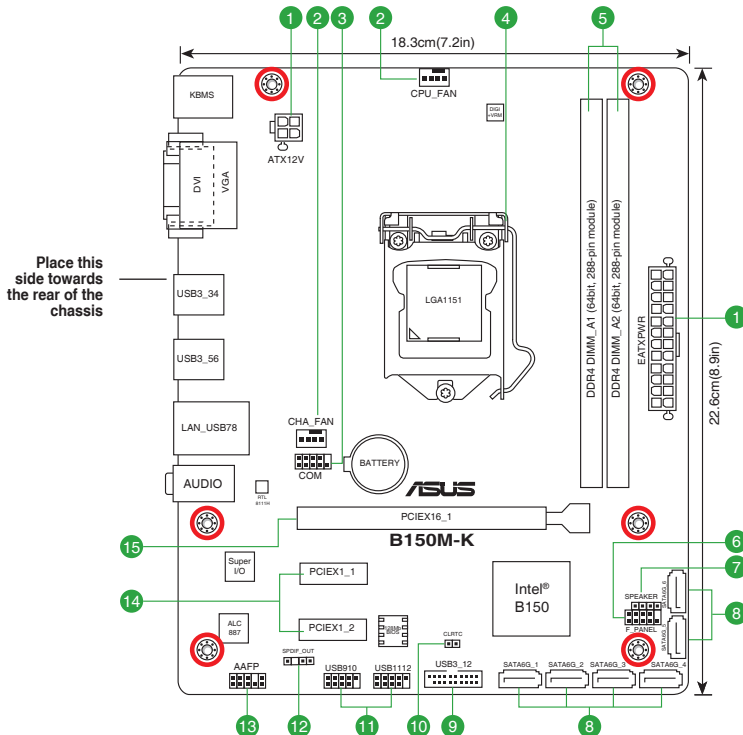 1
2
3
2
4
5
18.3cm(7.2in)
KBMS
CPU_FAN
DIGI
+VRM
ATX12V
DVI
VGA
Place this
side towards
the rear of the
chassis
USB3_34
LGA1151
DDR4 DIMM_A1 (64bit, 288-pin module)
DDR4 DIMM_A2 (64bit, 288-pin module)
EATXPWR
1
22.6cm(8.9in)
USB3_56
LAN_USB78
CHA_FAN
COM
BATTERY
AUDIO
RTL
8111H
ASUS
PCIEX16_1
B150M-K
15
6
7
Super
I/O
PCIEX1_1
Intel®
B150
SPEAKER
SATA6G_6
14
8
F_PANEL
SATA6G_5
ALC
887
PCIEX1_2
128Mb
BIOS
CLRTC
SPDIF_OUT
AAFP
USB910
USB1112
USB3_12
SATA6G_1
SATA6G_2
SATA6G_3
SATA6G_4
13
12
11
10
9
8